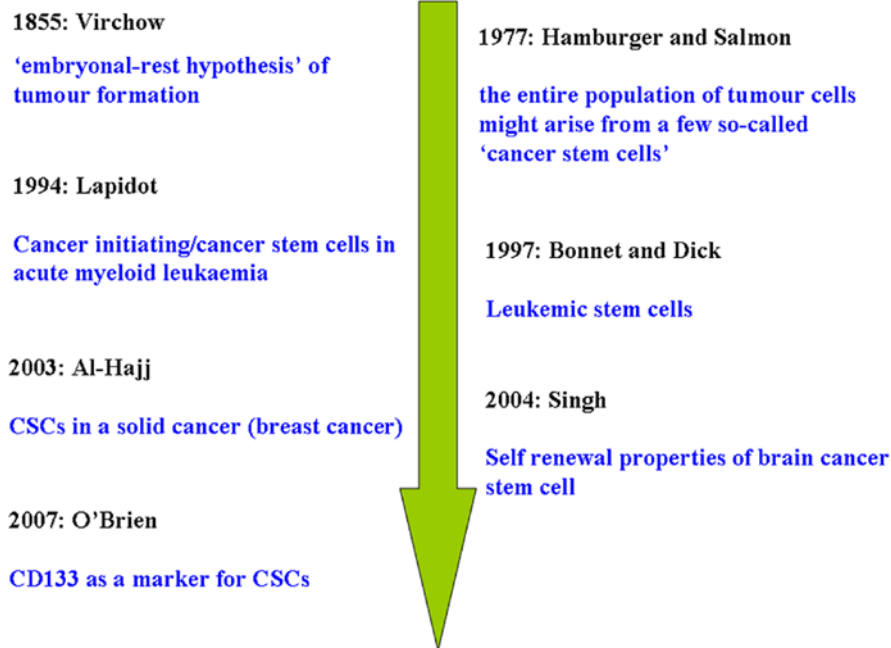 1855: Virchow
‘embryonal-rest hypothesis’ of
tumour formation
1977: Hamburger and Salmon
the entire population of tumour cells
might arise from a few so-called
‘cancer stem cells’
1994: Lapidot
Cancer initiating/cancer stem cells in
acute myeloid leukaemia
1997: Bonnet and Dick
Leukemic stem cells
2003: Al-Hajj
CSCs in a solid cancer (breast cancer)
2004: Singh
Self renewal properties of brain cancer
stem cell
2007: O’Brien
CD133 as a marker for CSCs